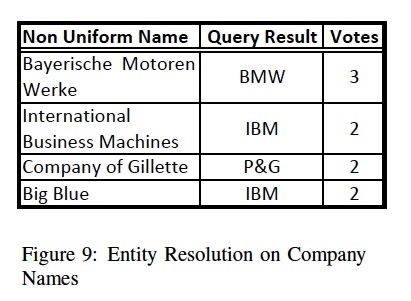 Non Uniform Name Query Result Votes
Bayerische Motoren
Werke BMW 3
International
Business Machines IBM 2
Company of Gillette P&G 2
Big Blue IBM 2
Figure 9: Entity Resolution on Company
Names